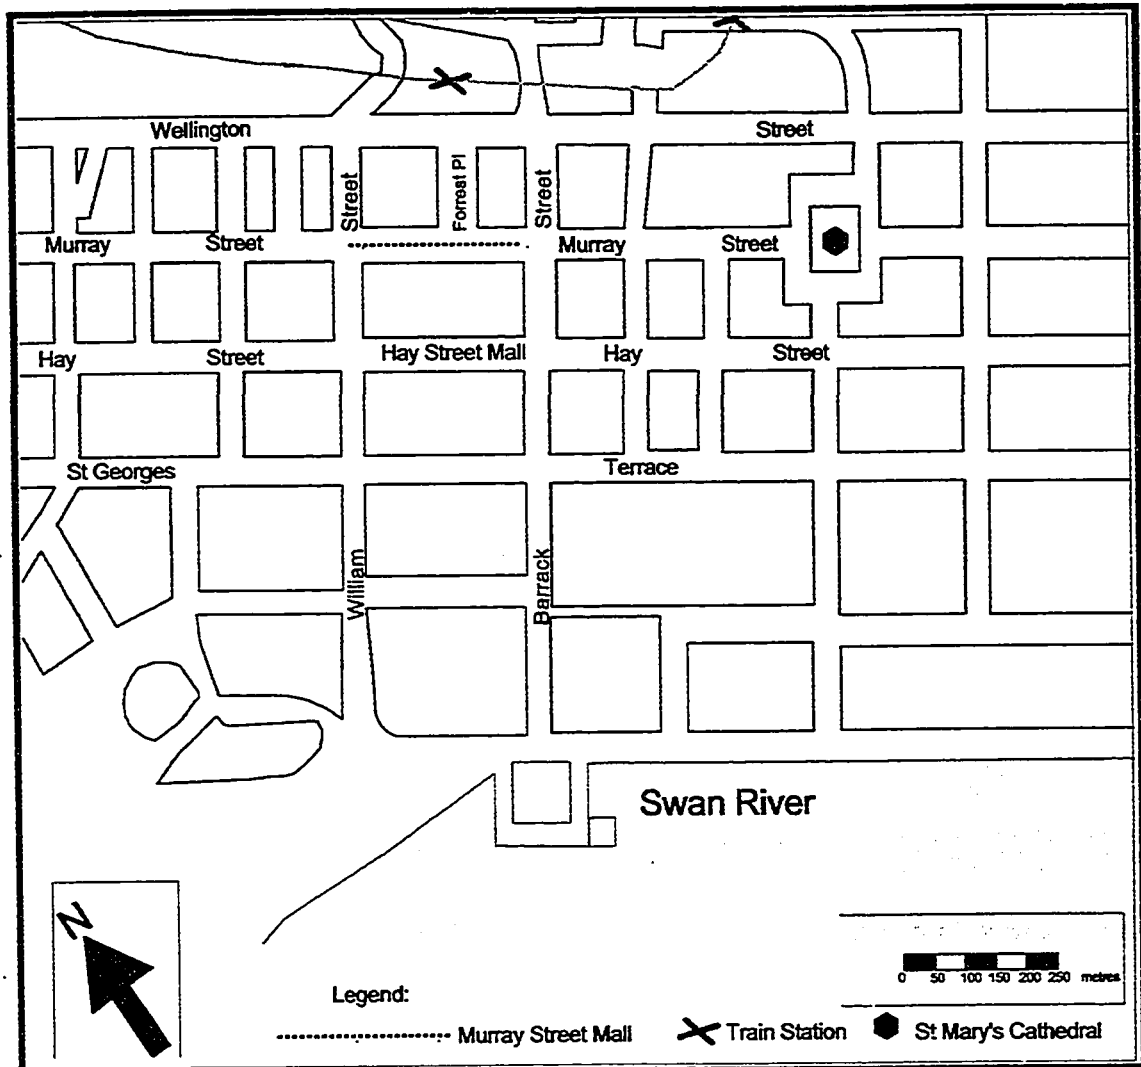 Wellington Street
Street
Forrest Pl
Street
Murray Street Murray Street
Hay Street Hay Street Mall Hay Street
St Georges Terrace
William
Barrack
Swan River
N
0 50 100 150 200 250 metres
Legend:
Murray Street Mall Train Station St Mary's Cathedral